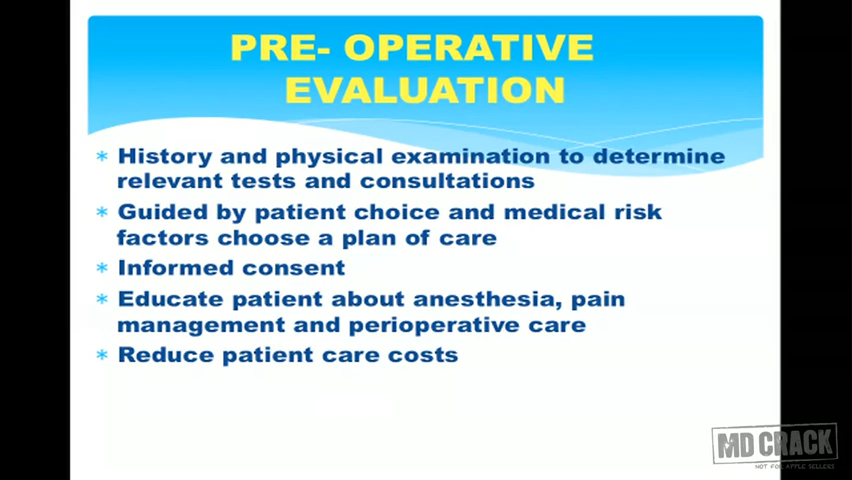 PRE- OPERATIVE
EVALUATION
* History and physical examination to determine
relevant tests and consultations
* Guided by patient choice and medical risk
factors choose a plan of care
* Informed consent
* Educate patient about anesthesia, pain
management and perioperative care
* Reduce patient care costs
MD CRACK
NOT FOR APPLE SELLERS